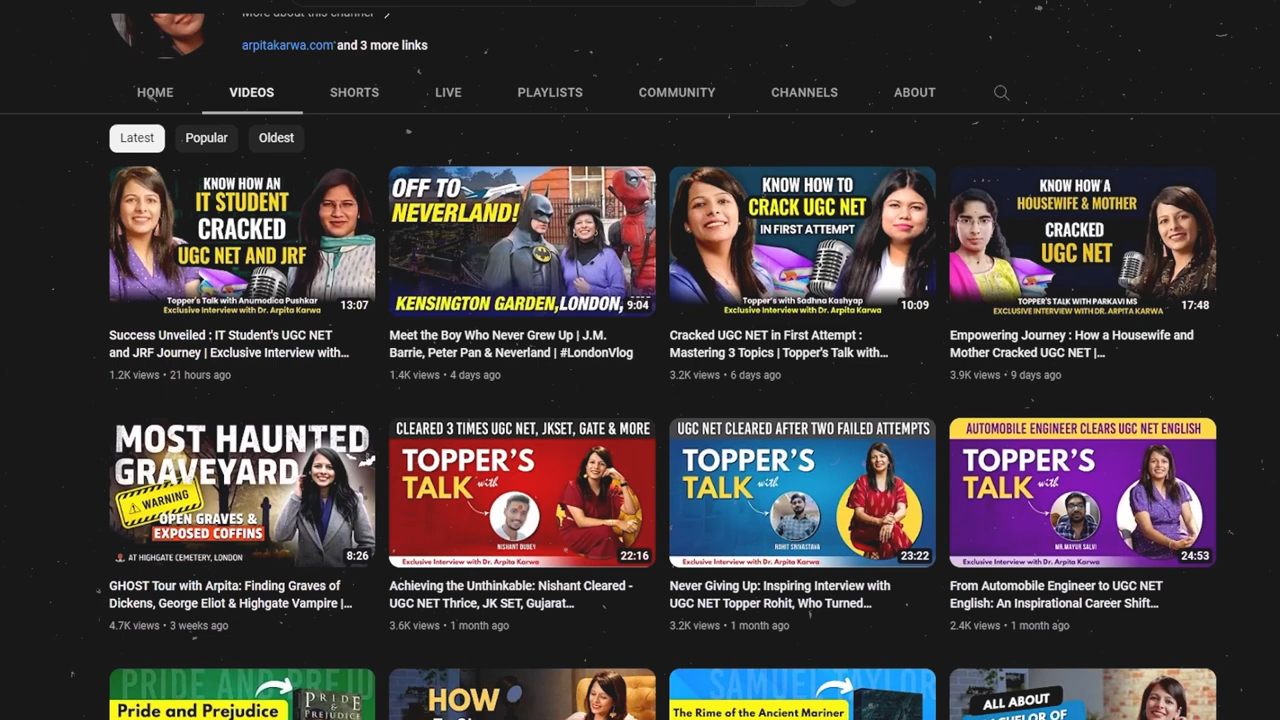 More about this channel >
arpitakarwa.com and 3 more links
HOME VIDEOS SHORTS LIVE PLAYLISTS COMMUNITY CHANNELS ABOUT
Latest Popular Oldest
KNOW HOW AN
IT STUDENT
CRACKED
UGC NET AND JRF
Topper's Talk with Anumodica Pushkar
Exclusive Interview with Dr. Arpita Karwa
13:07
Success Unveiled : IT Student's UGC NET
and JRF Journey | Exclusive Interview with...
1.2K views • 21 hours ago
OFF TO
NEVERLAND!
KENSINGTON GARDEN, LONDON,
9:04
Meet the Boy Who Never Grew Up | J.M.
Barrie, Peter Pan & Neverland | #LondonVlog
1.4K views • 4 days ago
KNOW HOW TO
CRACK UGC NET
IN FIRST ATTEMPT
Topper's with Sadhna Kashyap
Exclusive Interview with Dr. Arpita Karwa
10:09
Cracked UGC NET in First Attempt :
Mastering 3 Topics | Topper's Talk with...
3.2K views • 6 days ago
KNOW HOW A
HOUSEWIFE & MOTHER
CRACKED
UGC NET
TOPPER'S TALK WITH PARKAVI MS
EXCLUSIVE INTERVIEW WITH DR. ARPITA KARWA
17:48
Empowering Journey : How a Housewife and
Mother Cracked UGC NET |...
3.9K views • 9 days ago
MOST HAUNTED
GRAVEYARD
WARNING
OPEN GRAVES &
EXPOSED COFFINS
AT HIGHGATE CEMETERY, LONDON
8:26
GHOST Tour with Arpita: Finding Graves of
Dickens, George Eliot & Highgate Vampire |...
4.7K views • 3 weeks ago
CLEARED 3 TIMES UGC NET, JKSET, GATE & MORE
TOPPER'S
TALK with
NISHANT DUBEY
Exclusive Interview with Dr. Arpita Karwa
22:16
Achieving the Unthinkable: Nishant Cleared -
UGC NET Thrice, JK SET, Gujarat...
3.6K views • 1 month ago
UGC NET CLEARED AFTER TWO FAILED ATTEMPTS
TOPPER'S
TALK with
ROHIT SRIVASTAVA
Exclusive Interview with Dr. Arpita Karwa
23:22
Never Giving Up: Inspiring Interview with
UGC NET Topper Rohit, Who Turned...
3.2K views • 1 month ago
AUTOMOBILE ENGINEER CLEARS UGC NET ENGLISH
TOPPER'S
TALK with
MR.MAYUR SALVI
Exclusive Interview with Dr. Arpita Karwa
24:53
From Automobile Engineer to UGC NET
English: An Inspirational Career Shift...
2.4K views • 1 month ago
PRIDE AND PREJUD
Pride and Prejudice
PRIDE
& PREJUDICE
HOW
SAMUEL TAYLOR
The Rime of the Ancient Mariner
ALL ABOUT
BACHELOR OF